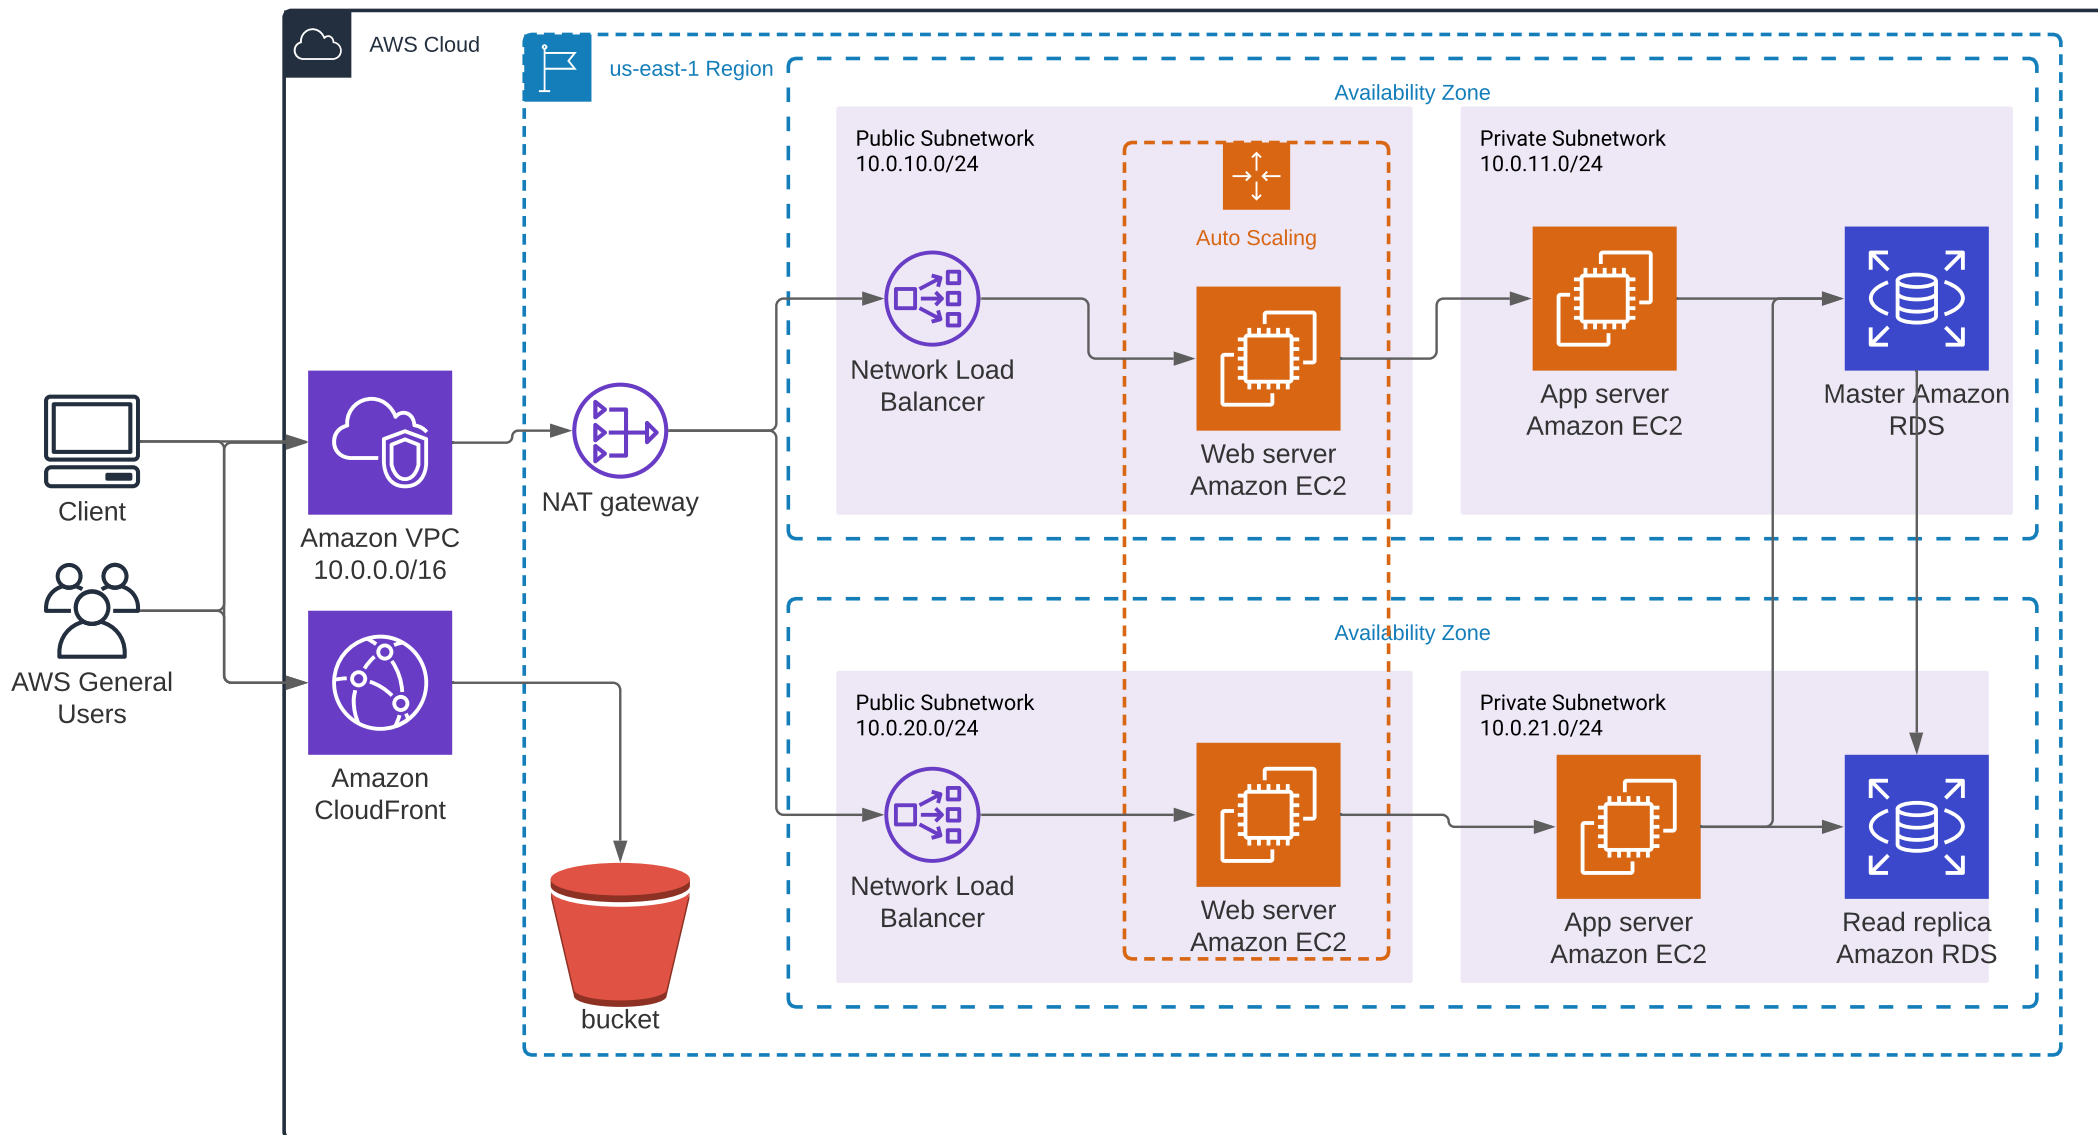 AWS Cloud
us-east-1 Region
Availability Zone
Public Subnetwork
10.0.10.0/24
Auto Scaling
Network Load
Balancer
Web server
Amazon EC2
Private Subnetwork
10.0.11.0/24
App server
Amazon EC2
Master Amazon
RDS
Client
AWS General
Users
Amazon VPC
10.0.0.0/16
Amazon
CloudFront
NAT gateway
bucket
Availability Zone
Public Subnetwork
10.0.20.0/24
Network Load
Balancer
Web server
Amazon EC2
Private Subnetwork
10.0.21.0/24
App server
Amazon EC2
Read replica
Amazon RDS